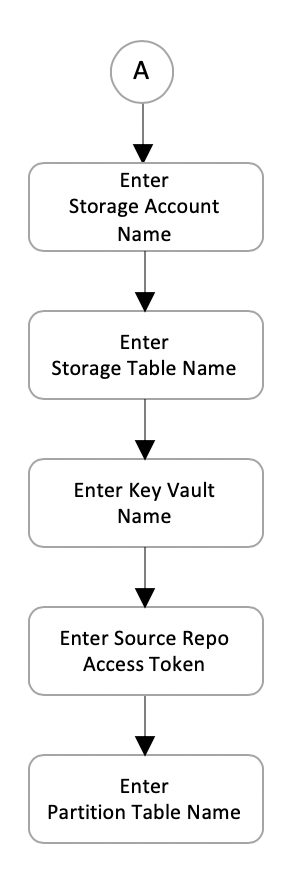 A
Enter
Storage Account
Name
Enter
Storage Table Name
Enter Key Vault
Name
Enter Source Repo
Access Token
Enter
Partition Table Name